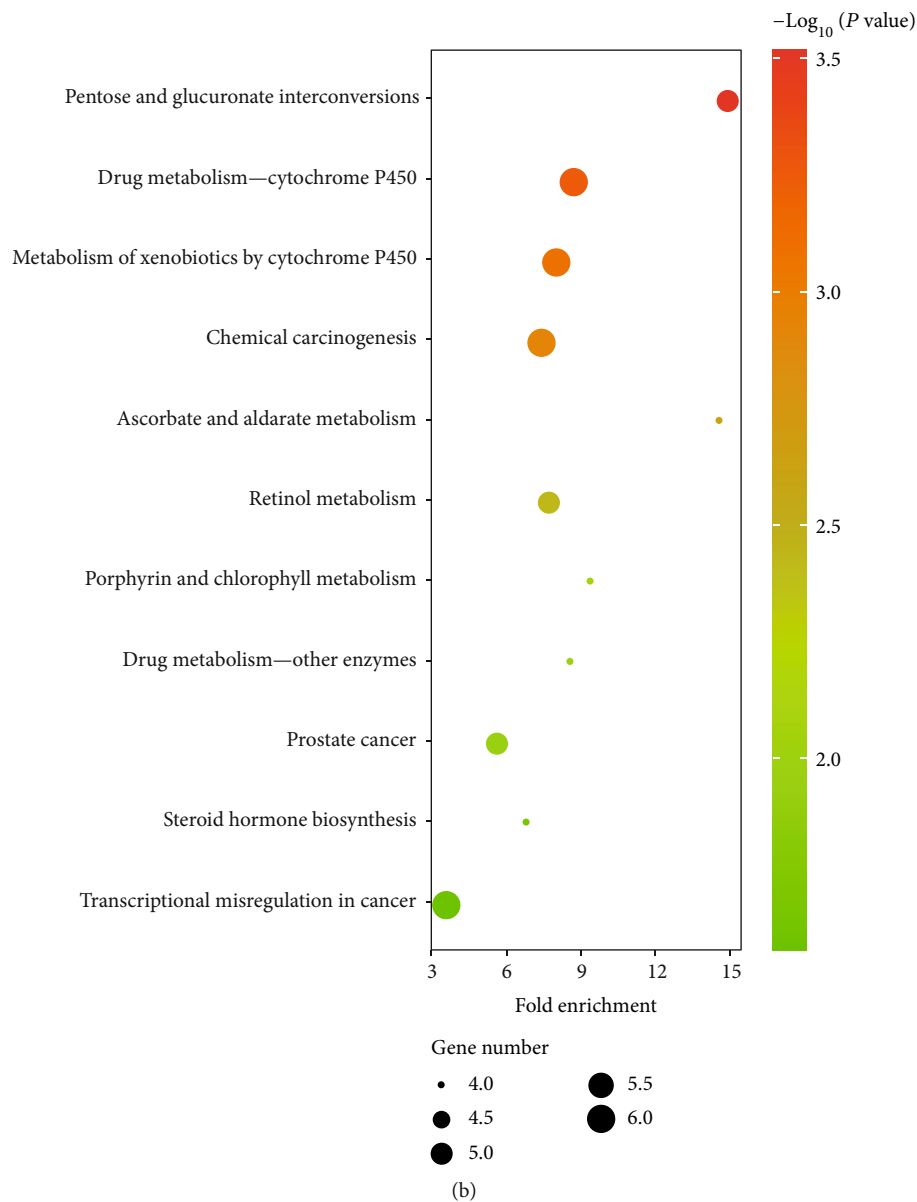 −Log10 (P value)
3.5
3.0
2.5
2.0
Pentose and glucuronate interconversions
Drug metabolism—cytochrome P450
Metabolism of xenobiotics by cytochrome P450
Chemical carcinogenesis
Ascorbate and aldarate metabolism
Retinol metabolism
Porphyrin and chlorophyll metabolism
Drug metabolism—other enzymes
Prostate cancer
Steroid hormone biosynthesis
Transcriptional misregulation in cancer
3 6 9 12 15
Fold enrichment
Gene number
4.0 5.5
4.5 6.0
5.0
(b)